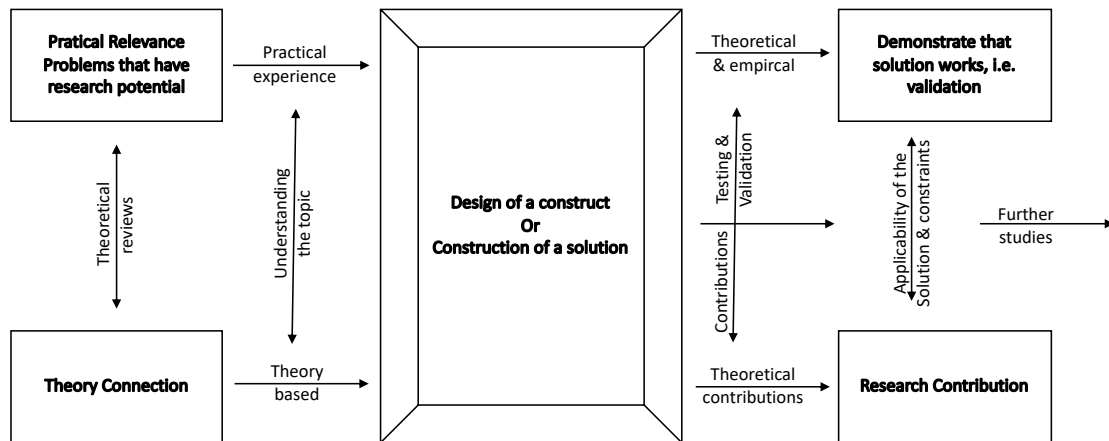 Pratical Relevance
Problems that have
research potential
Practical
experience
Theoretical
& empircal
Demonstrate that
solution works, i.e.
validation
Theoretical
reviews
Understanding
the topic
Design of a construct
Or
Construction of a solution
Testing &
Validation
Contributions
Applicability of the
Solution & constraints
Further
studies
Theory Connection
Theory
based
Theoretical
contributions
Research Contribution